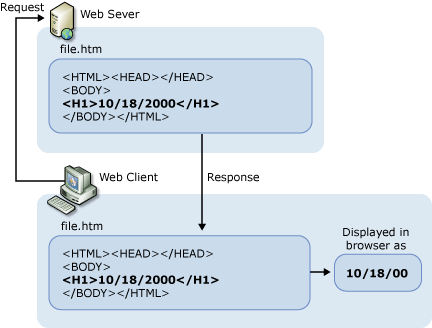 Request
Web Sever
file.htm
<HTML><HEAD></HEAD>
<BODY>
<H1>10/18/2000</H1>
</BODY></HTML>
Web Client
Response
file.htm
<HTML><HEAD></HEAD>
<BODY>
<H1>10/18/2000</H1>
</BODY></HTML>
Displayed in
browser as
10/18/00